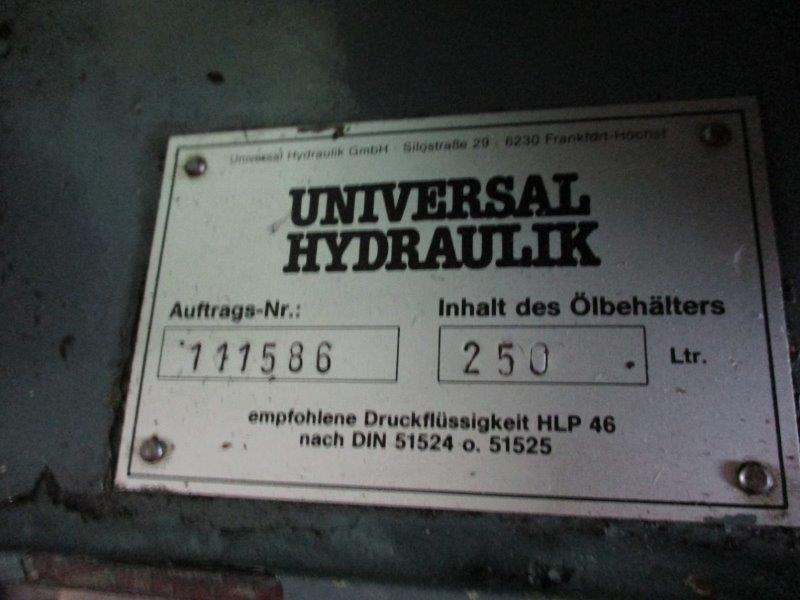 Universal Hydraulik GmbH · Silostraße 29 · 6230 Frankfurt-Höchst
UNIVERSAL
HYDRAULIK
Auftrags-Nr.: Inhalt des Ölbehälters
111586 250 Ltr.
empfohlene Druckflüssigkeit HLP 46
nach DIN 51524 o. 51525